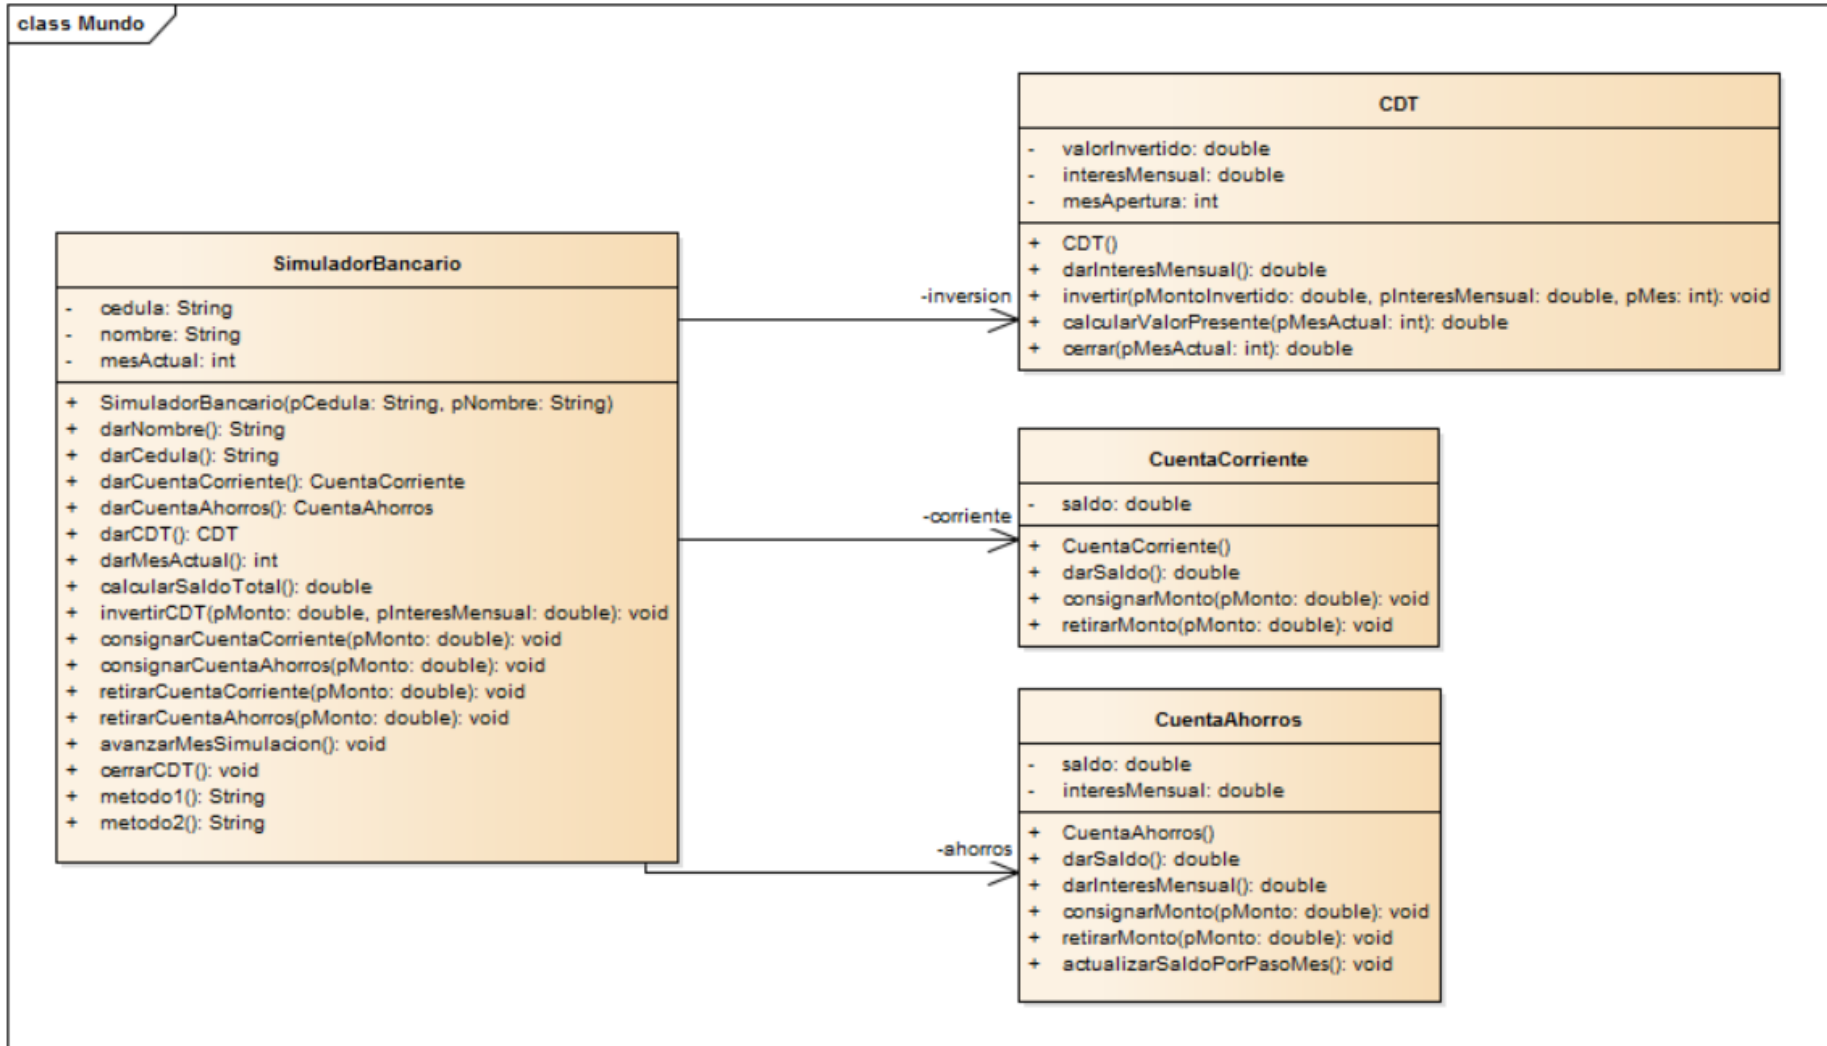 class Mundo
SimuladorBancario
- cedula: String
- nombre: String
- mesActual: int
+ SimuladorBancario(pCedula: String, pNombre: String)
+ darNombre(): String
+ darCedula(): String
+ darCuentaCorriente(): CuentaCorriente
+ darCuentaAhorros(): CuentaAhorros
+ darCDT(): CDT
+ darMesActual(): int
+ calcularSaldoTotal(): double
+ invertirCDT(pMonto: double, pInteresMensual: double): void
+ consignarCuentaCorriente(pMonto: double): void
+ consignarCuentaAhorros(pMonto: double): void
+ retirarCuentaCorriente(pMonto: double): void
+ retirarCuentaAhorros(pMonto: double): void
+ avanzarMesSimulacion(): void
+ cerrarCDT(): void
+ metodo1(): String
+ metodo2(): String
-inversion
CDT
- valorInvertido: double
- interesMensual: double
- mesApertura: int
+ CDT()
+ darInteresMensual(): double
+ invertir(pMontoInvertido: double, pInteresMensual: double, pMes: int): void
+ calcularValorPresente(pMesActual: int): double
+ cerrar(pMesActual: int): double
-corriente
CuentaCorriente
- saldo: double
+ CuentaCorriente()
+ darSaldo(): double
+ consignarMonto(pMonto: double): void
+ retirarMonto(pMonto: double): void
-ahorros
CuentaAhorros
- saldo: double
- interesMensual: double
+ CuentaAhorros()
+ darSaldo(): double
+ darInteresMensual(): double
+ consignarMonto(pMonto: double): void
+ retirarMonto(pMonto: double): void
+ actualizarSaldoPorPasoMes(): void